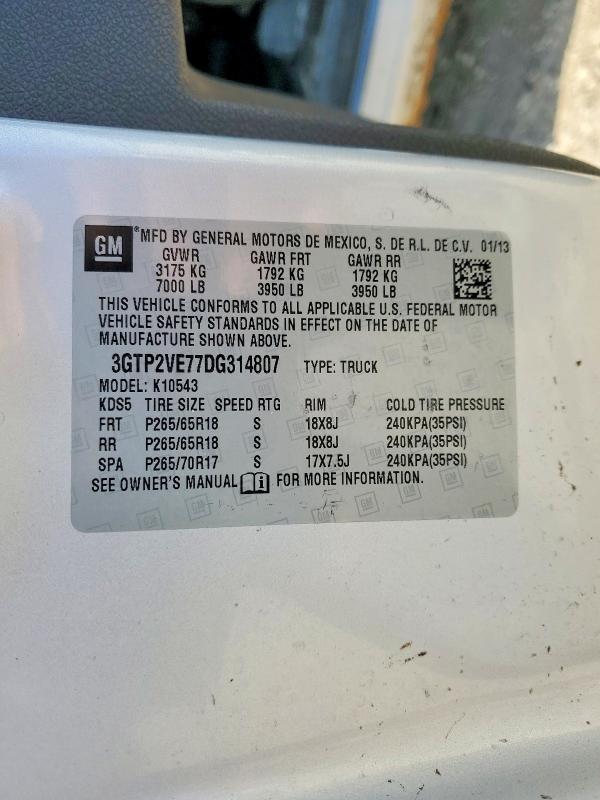 GM ® MFD BY GENERAL MOTORS DE MEXICO, S. DE R.L. DE C.V. 01/13
GVWR GAWR FRT GAWR RR
3175 KG 1792 KG 1792 KG
7000 LB 3950 LB 3950 LB
THIS VEHICLE CONFORMS TO ALL APPLICABLE U.S. FEDERAL MOTOR
VEHICLE SAFETY STANDARDS IN EFFECT ON THE DATE OF
MANUFACTURE SHOWN ABOVE.
3GTP2VE77DG314807 TYPE: TRUCK
MODEL: K10543
KDS5 TIRE SIZE SPEED RTG RIM COLD TIRE PRESSURE
FRT P265/65R18 S 18X8J 240KPA(35PSI)
RR P265/65R18 S 18X8J 240KPA(35PSI)
SPA P265/70R17 S 17X7.5J 240KPA(35PSI)
SEE OWNER'S MANUAL FOR MORE INFORMATION.